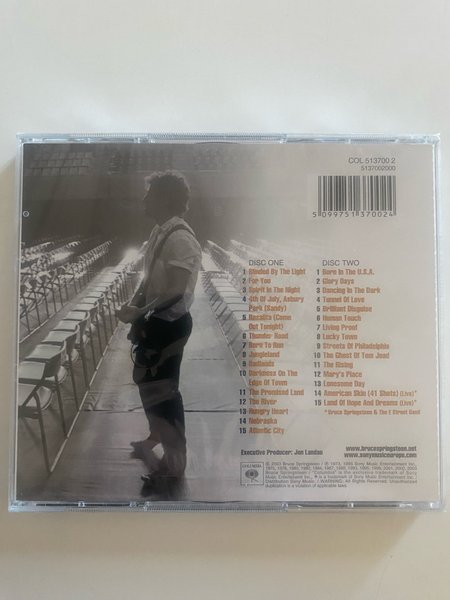 COL 513700 2
5137002000
5 099751 370024
DISC ONE
1 Blinded By The Light
2 For You
3 Spirit In The Night
4 4th Of July, Asbury
Park (Sandy)
5 Rosalita (Come
Out Tonight)
6 Thunder Road
7 Born To Run
8 Jungleland
9 Badlands
10 Darkness On The
Edge Of Town
11 The Promised Land
12 The River
13 Hungry Heart
14 Nebraska
15 Atlantic City
DISC TWO
1 Born In The U.S.A.
2 Glory Days
3 Dancing In The Dark
4 Tunnel Of Love
5 Brilliant Disguise
6 Human Touch
7 Living Proof
8 Lucky Town
9 Streets Of Philadelphia
10 The Ghost Of Tom Joad
11 The Rising
12 Mary's Place
13 Lonesome Day
14 American Skin (41 Shots) (Live)*
15 Land Of Hope And Dreams (Live)*
* Bruce Springsteen & The E Street Band
Executive Producer: Jon Landau
www.brucespringsteen.net
www.sonymusiceurope.com
COLUMBIA